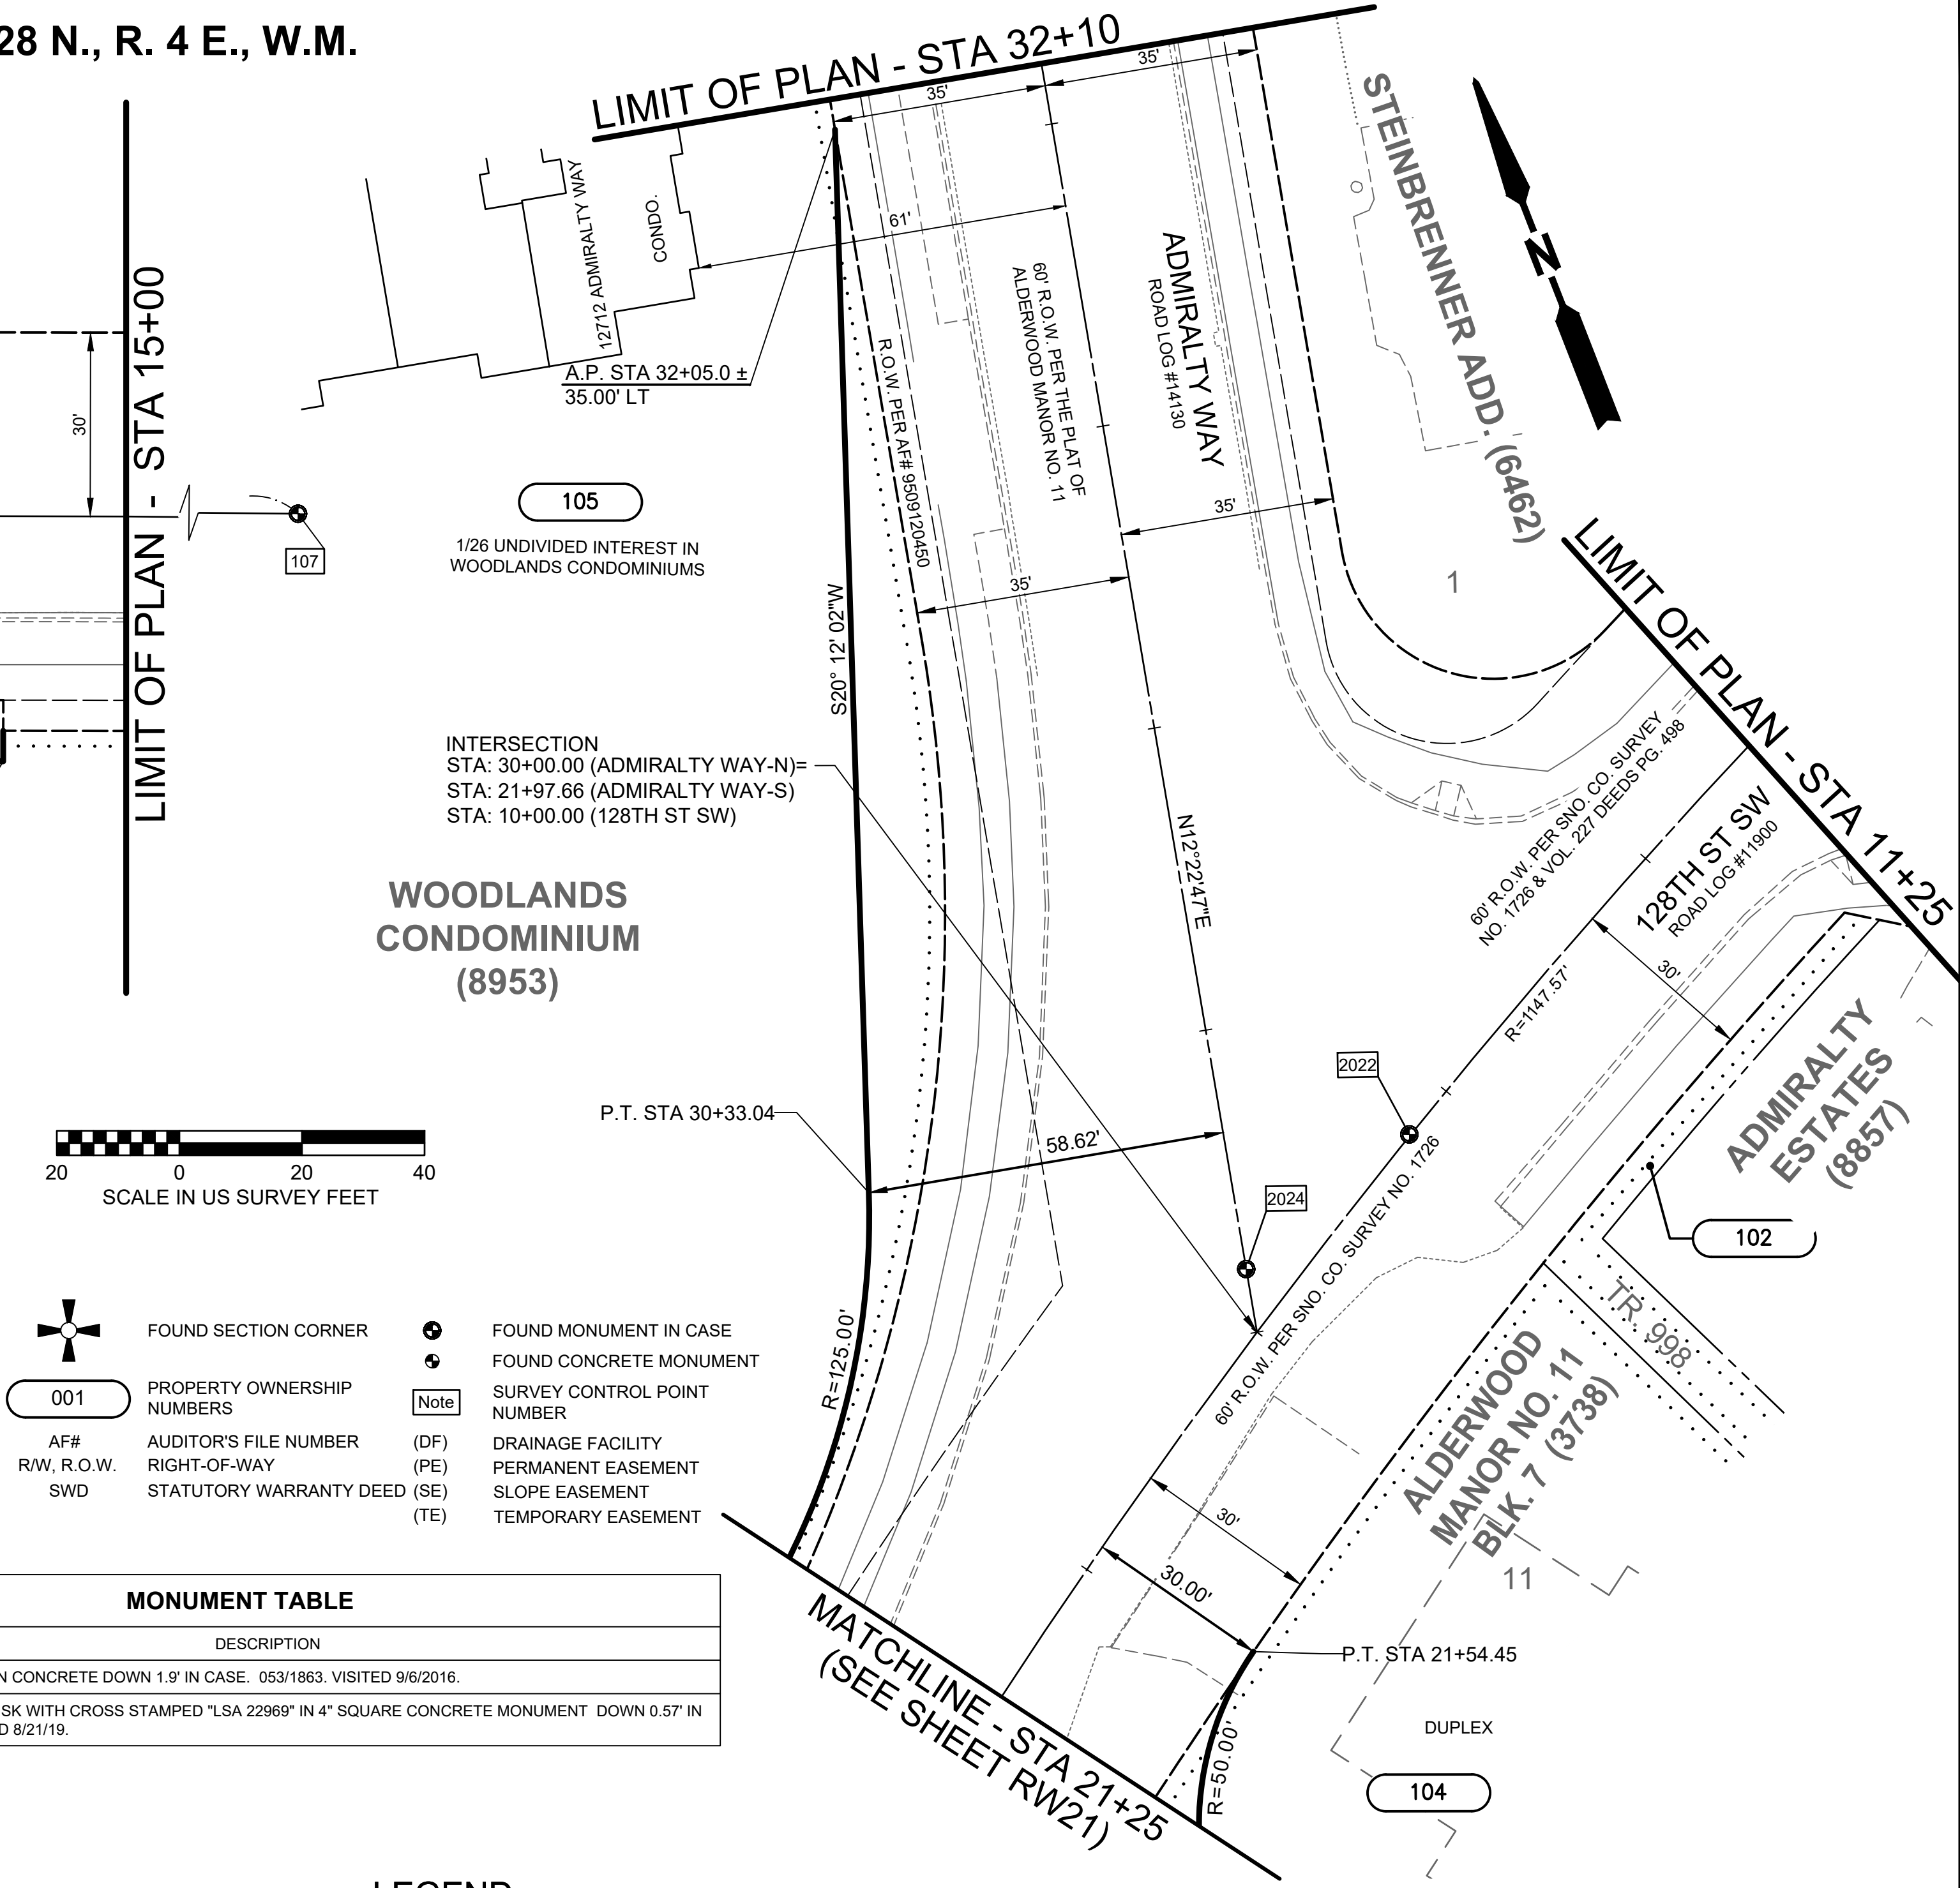 28 N., R. 4 E., W.M.
LIMIT OF PLAN - STA 32+10
35'
35'
LIMIT OF PLAN - STA 15+00
30'
12712 ADMIRALTY WAY
CONDO.
61'
A.P. STA 32+05.0 ±
35.00' LT
R.O.W. PER AF# 9509120450
60' R.O.W. PER THE PLAT OF
ALDERWOOD MANOR NO. 11
ADMIRALTY WAY
ROAD LOG #14130
STEINBRENNER ADD. (6462)
N
35'
35'
1
107
105
1/26 UNDIVIDED INTEREST IN
WOODLANDS CONDOMINIUMS
S20° 12' 02"W
LIMIT OF PLAN - STA 11+25
INTERSECTION
STA: 30+00.00 (ADMIRALTY WAY-N)=
STA: 21+97.66 (ADMIRALTY WAY-S)
STA: 10+00.00 (128TH ST SW)
N12°22'47"E
60' R.O.W. PER SNO. CO. SURVEY
NO. 1726 & VOL. 227 DEEDS PG. 498
128TH ST SW
ROAD LOG #11900
WOODLANDS
CONDOMINIUM
(8953)
R=1147.57'
30'
ADMIRALTY
ESTATES
(8857)
2022
P.T. STA 30+33.04
58.62'
2024
60' R.O.W. PER SNO. CO. SURVEY NO. 1726
102
TR. 998
20
0
20
40
SCALE IN US SURVEY FEET
R=125.00'
FOUND SECTION CORNER
FOUND MONUMENT IN CASE
FOUND CONCRETE MONUMENT
001
PROPERTY OWNERSHIP
NUMBERS
Note
SURVEY CONTROL POINT
NUMBER
AF#
AUDITOR'S FILE NUMBER
(DF)
DRAINAGE FACILITY
R/W, R.O.W.
RIGHT-OF-WAY
(PE)
PERMANENT EASEMENT
SWD
STATUTORY WARRANTY DEED
(SE)
SLOPE EASEMENT
(TE)
TEMPORARY EASEMENT
ALDERWOOD
MANOR NO. 11
BLK. 7 (3738)
11
30'
30.00'
P.T. STA 21+54.45
MATCHLINE - STA 21+25
(SEE SHEET RW21)
R=50.00'
DUPLEX
104
MONUMENT TABLE
DESCRIPTION
N CONCRETE DOWN 1.9' IN CASE. 053/1863. VISITED 9/6/2016.
SK WITH CROSS STAMPED "LSA 22969" IN 4" SQUARE CONCRETE MONUMENT DOWN 0.57' IN
D 8/21/19.
LEGEND